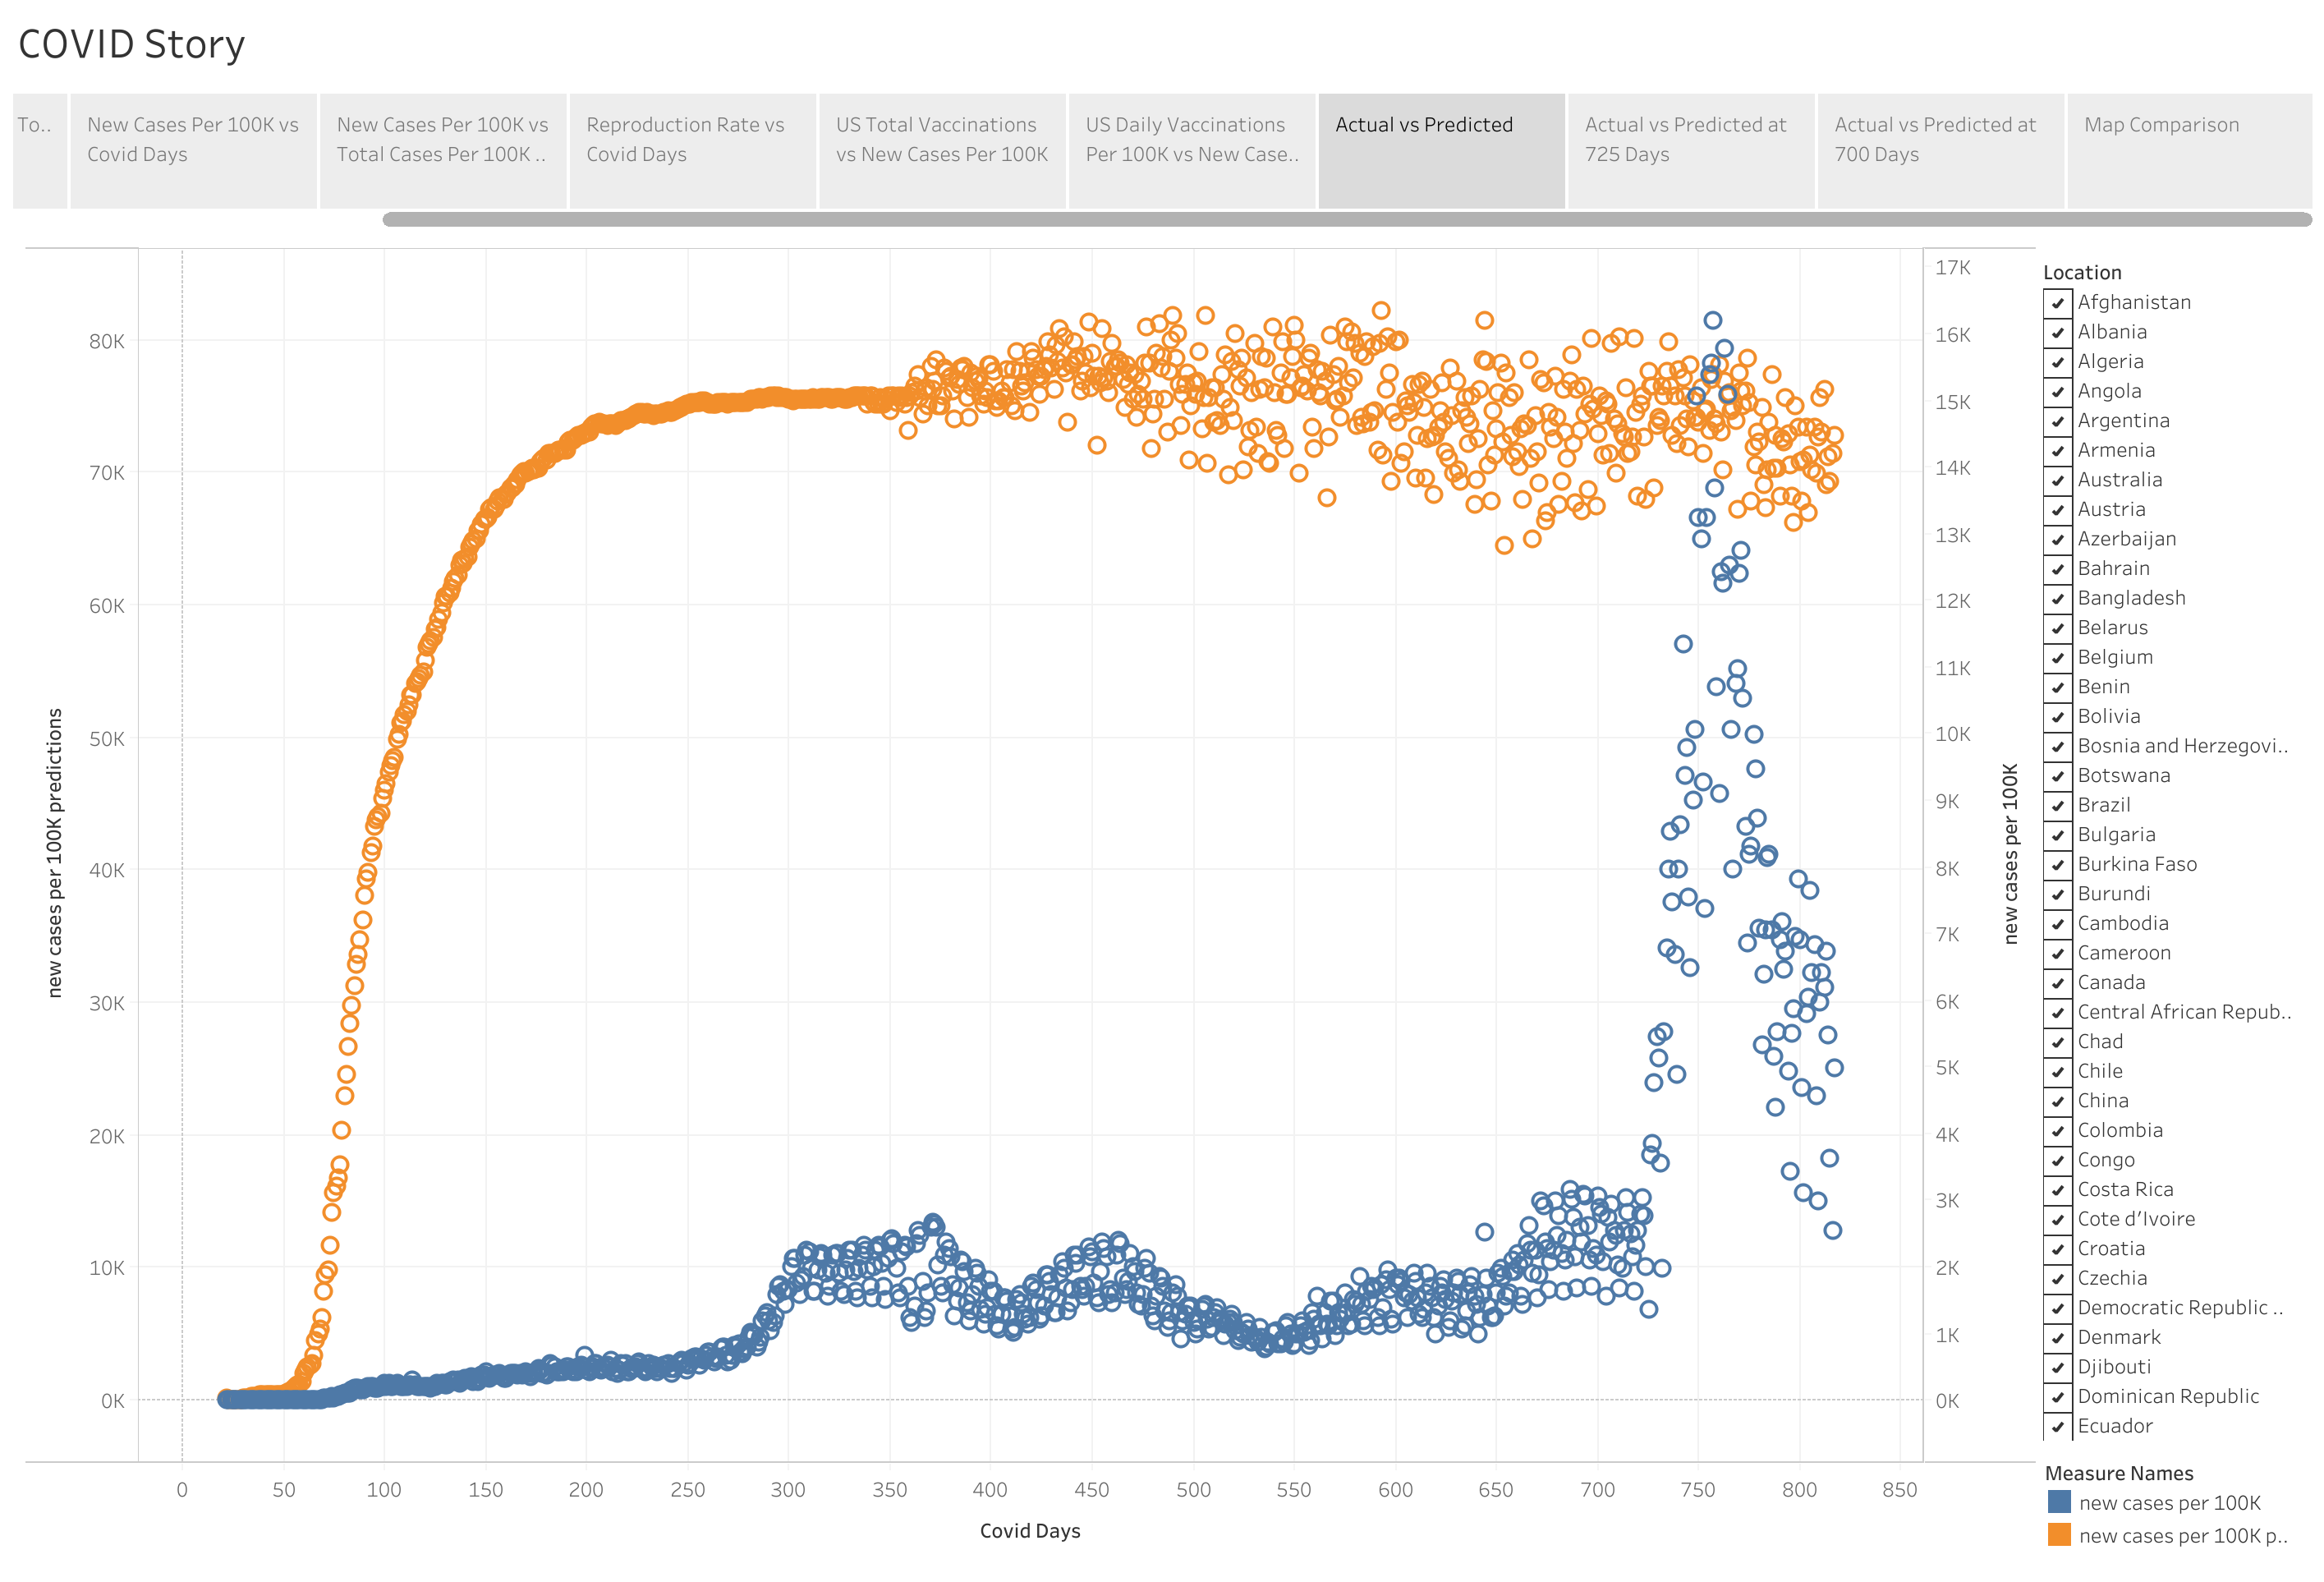 COVID Story
To..
New Cases Per 100K vs
Covid Days
New Cases Per 100K vs
Total Cases Per 100K ..
Reproduction Rate vs
Covid Days
US Total Vaccinations
vs New Cases Per 100K
US Daily Vaccinations
Per 100K vs New Case..
Actual vs Predicted
Actual vs Predicted at
725 Days
Actual vs Predicted at
700 Days
Map Comparison
new cases per 100K predictions
80K
70K
60K
50K
40K
30K
20K
10K
0K
17K
16K
15K
14K
13K
12K
11K
10K
9K
8K
7K
6K
5K
4K
3K
2K
1K
0K
new cases per 100K
0 50 100 150 200 250 300 350 400 450 500 550 600 650 700 750 800 850
Covid Days
Location
Afghanistan
Albania
Algeria
Angola
Argentina
Armenia
Australia
Austria
Azerbaijan
Bahrain
Bangladesh
Belarus
Belgium
Benin
Bolivia
Bosnia and Herzegovi..
Botswana
Brazil
Bulgaria
Burkina Faso
Burundi
Cambodia
Cameroon
Canada
Central African Repub..
Chad
Chile
China
Colombia
Congo
Costa Rica
Cote d’Ivoire
Croatia
Czechia
Democratic Republic ..
Denmark
Djibouti
Dominican Republic
Ecuador
Measure Names
new cases per 100K
new cases per 100K p..